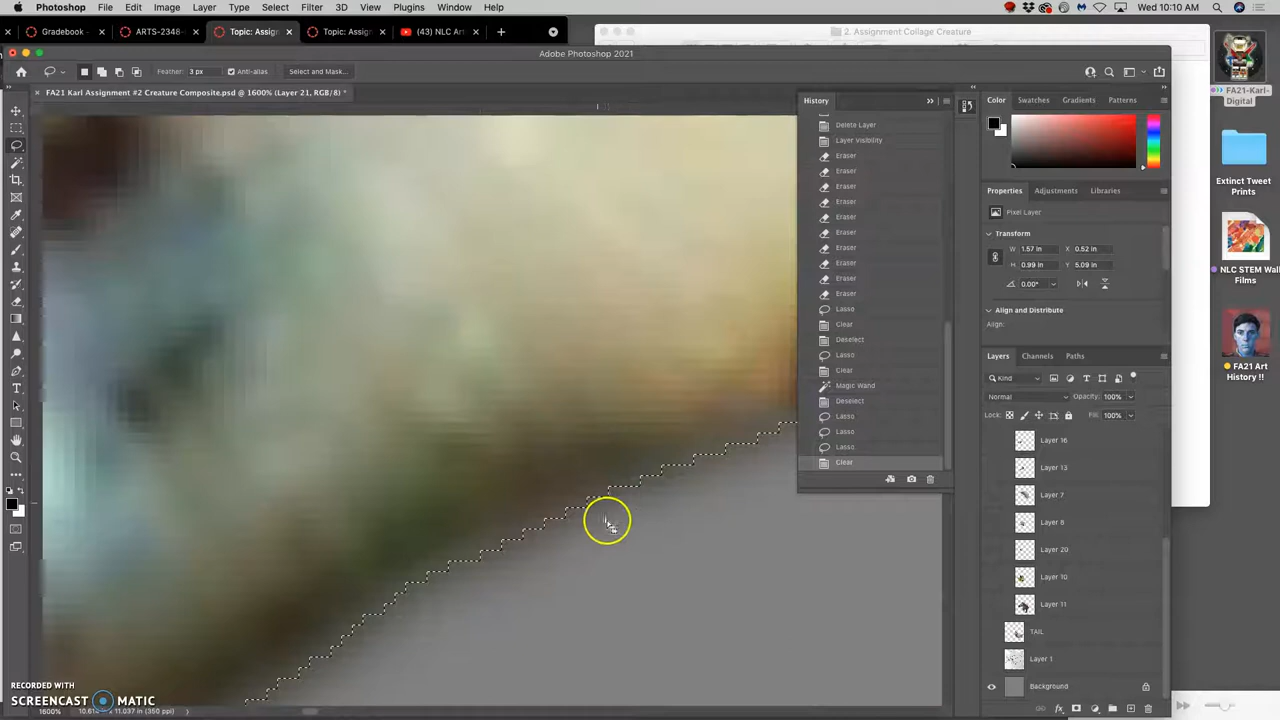 Photoshop File Edit Image Layer Type Select Filter 3D View Plugins Window Help Wed 10:10 AM
Gradebook ARTS-2348- Topic: Assig Topic: Assig (43) NLC Ar
2. Assignment Collage Creature
Adobe Photoshop 2021
Feather: 3 px Anti-alias Select and Mask...
FA21 Karl Assignment #2 Creature Composite.psd @ 1600% (Layer 21, RGB/8) *
History
Delete Layer
Layer Visibility
Eraser
Eraser
Eraser
Eraser
Eraser
Eraser
Eraser
Eraser
Eraser
Eraser
Lasso
Clear
Deselect
Lasso
Clear
Magic Wand
Deselect
Lasso
Lasso
Lasso
Clear
Color Swatches Gradients Patterns
Properties Adjustments Libraries
Pixel Layer
Transform
W 1.57 in X 0.52 in
H 0.99 in Y 5.09 in
0.00°
Align and Distribute
Align:
Layers Channels Paths
Kind
Normal Opacity: 100%
Lock: Fill: 100%
Layer 16
Layer 13
Layer 7
Layer 8
Layer 20
Layer 10
Layer 11
TAIL
Layer 1
Background
FA21-Karl-
Digital
Extinct Tweet
Prints
NLC STEM Wall
Films
FA21 Art
History !!
RECORDED WITH
SCREENCAST MATIC
1600% (350 ppi)